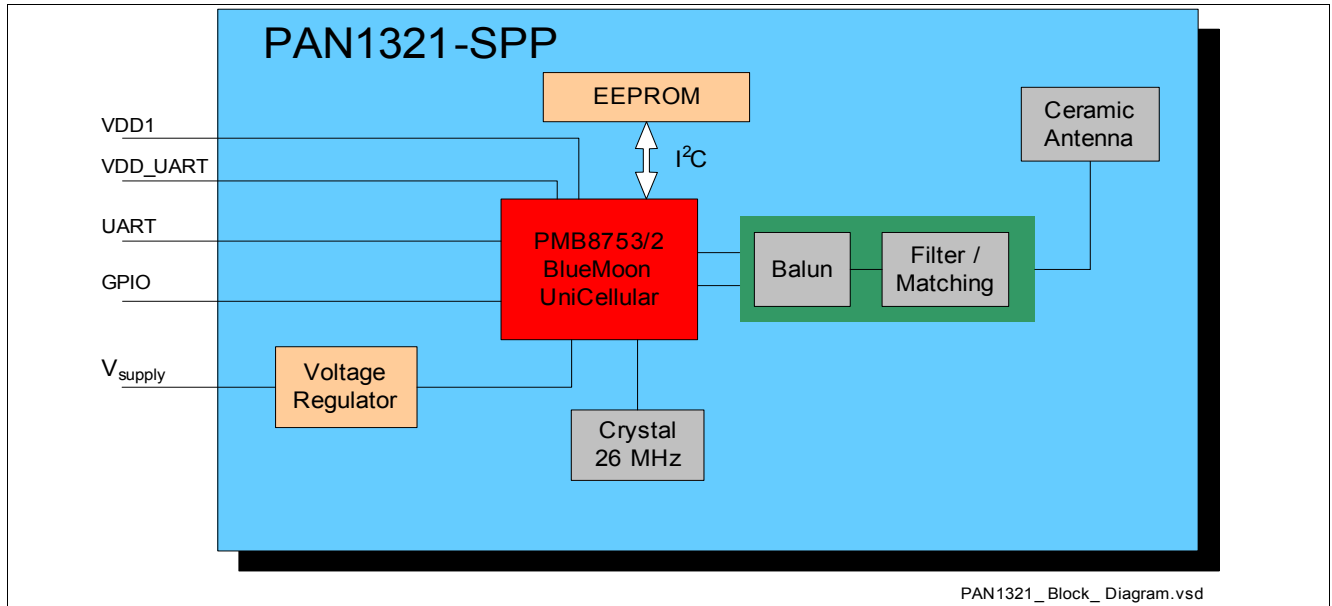 PAN1321-SPP
EEPROM
I²C
Ceramic
Antenna
VDD1
VDD_UART
UART
GPIO
Vsupply
PMB8753/2
BlueMoon
UniCellular
Balun
Filter /
Matching
Voltage
Regulator
Crystal
26 MHz
PAN1321_ Block_ Diagram.vsd